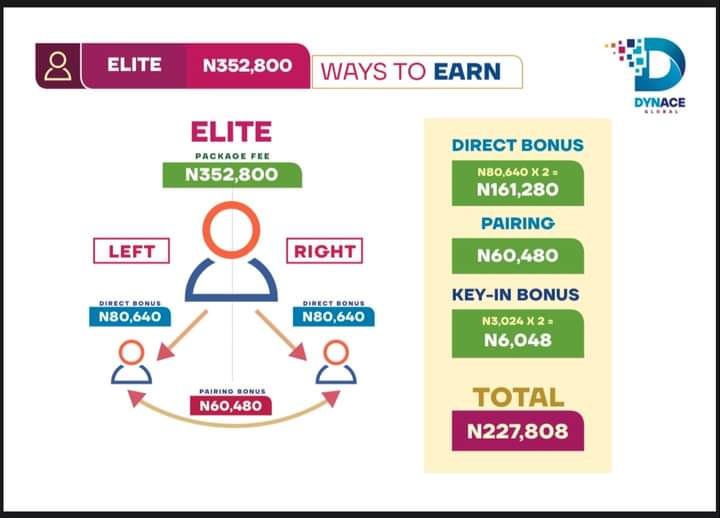 ELITE
N352,800
WAYS TO EARN
DYNACE
GLOBAL
ELITE
PACKAGE FEE
N352,800
LEFT
RIGHT
DIRECT BONUS
N80,640
DIRECT BONUS
N80,640
PAIRING BONUS
N60,480
DIRECT BONUS
N80,640 X 2 =
N161,280
PAIRING
N60,480
KEY-IN BONUS
N3,024 X 2 =
N6,048
TOTAL
N227,808